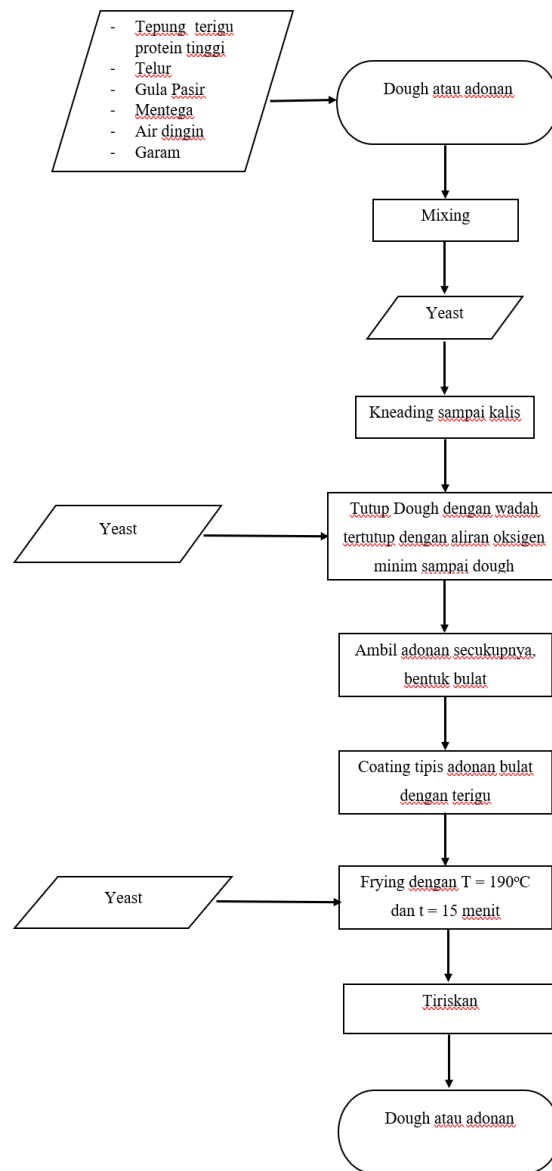 - Tepung terigu
protein tinggi
- Telur
- Gula Pasir
- Mentega
- Air dingin
- Garam
Dough atau adonan
Mixing
Yeast
Kneading sampai kalis
Yeast
Tutup Dough dengan wadah
tertutup dengan aliran oksigen
minim sampai dough
Ambil adonan secukupnya,
bentuk bulat
Coating tipis adonan bulat
dengan terigu
Yeast
Frying dengan T = 190°C
dan t = 15 menit
Tiriskan
Dough atau adonan